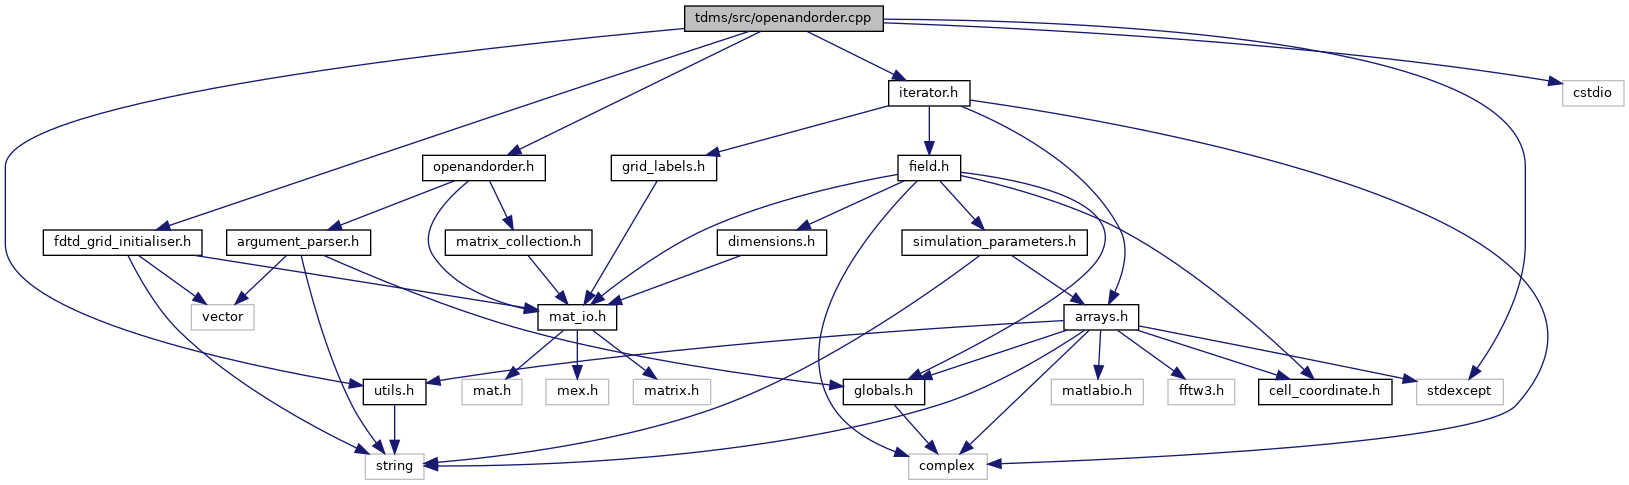 tdms/src/openandorder.cpp
iterator.h
cstdio
openandorder.h
grid_labels.h
field.h
fdtd_grid_initialiser.h
argument_parser.h
matrix_collection.h
dimensions.h
simulation_parameters.h
vector
mat_io.h
arrays.h
utils.h
mat.h
mex.h
matrix.h
globals.h
matlabio.h
fftw3.h
cell_coordinate.h
stdexcept
string
complex